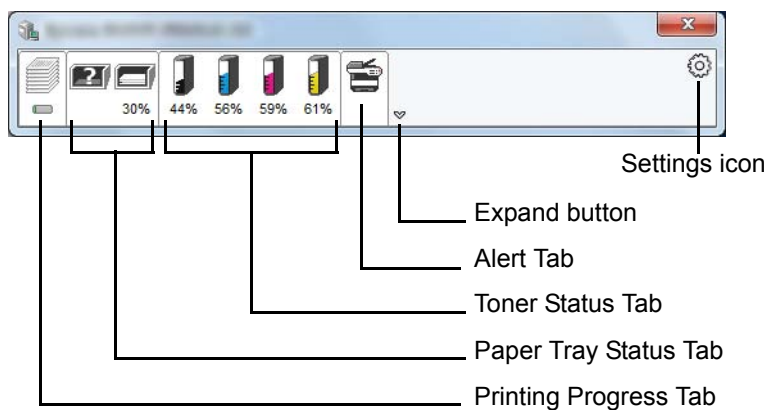 x
?
30% 44% 56% 59% 61%
Settings icon
Expand button
Alert Tab
Toner Status Tab
Paper Tray Status Tab
Printing Progress Tab